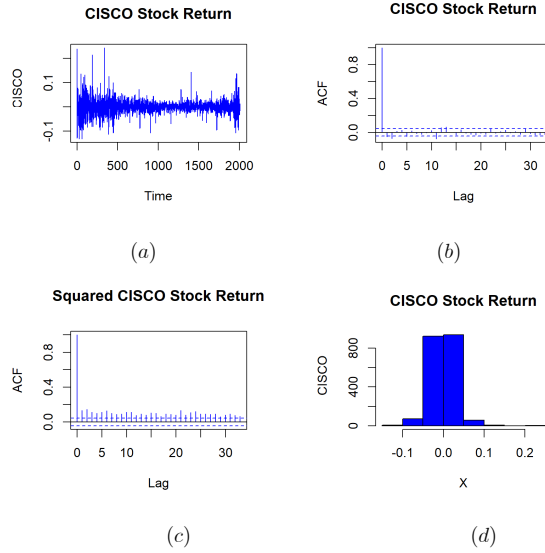 CISCO Stock Return
CISCO
-0.1 0.1
0 500 1000 1500 2000
Time
(a)
CISCO Stock Return
ACF
0.0 0.4 0.8
0 5 10 20 30
Lag
(b)
Squared CISCO Stock Return
ACF
0.0 0.4 0.8
0 5 10 20 30
Lag
(c)
CISCO Stock Return
CISCO
0 400 800
-0.1 0.0 0.1 0.2
X
(d)